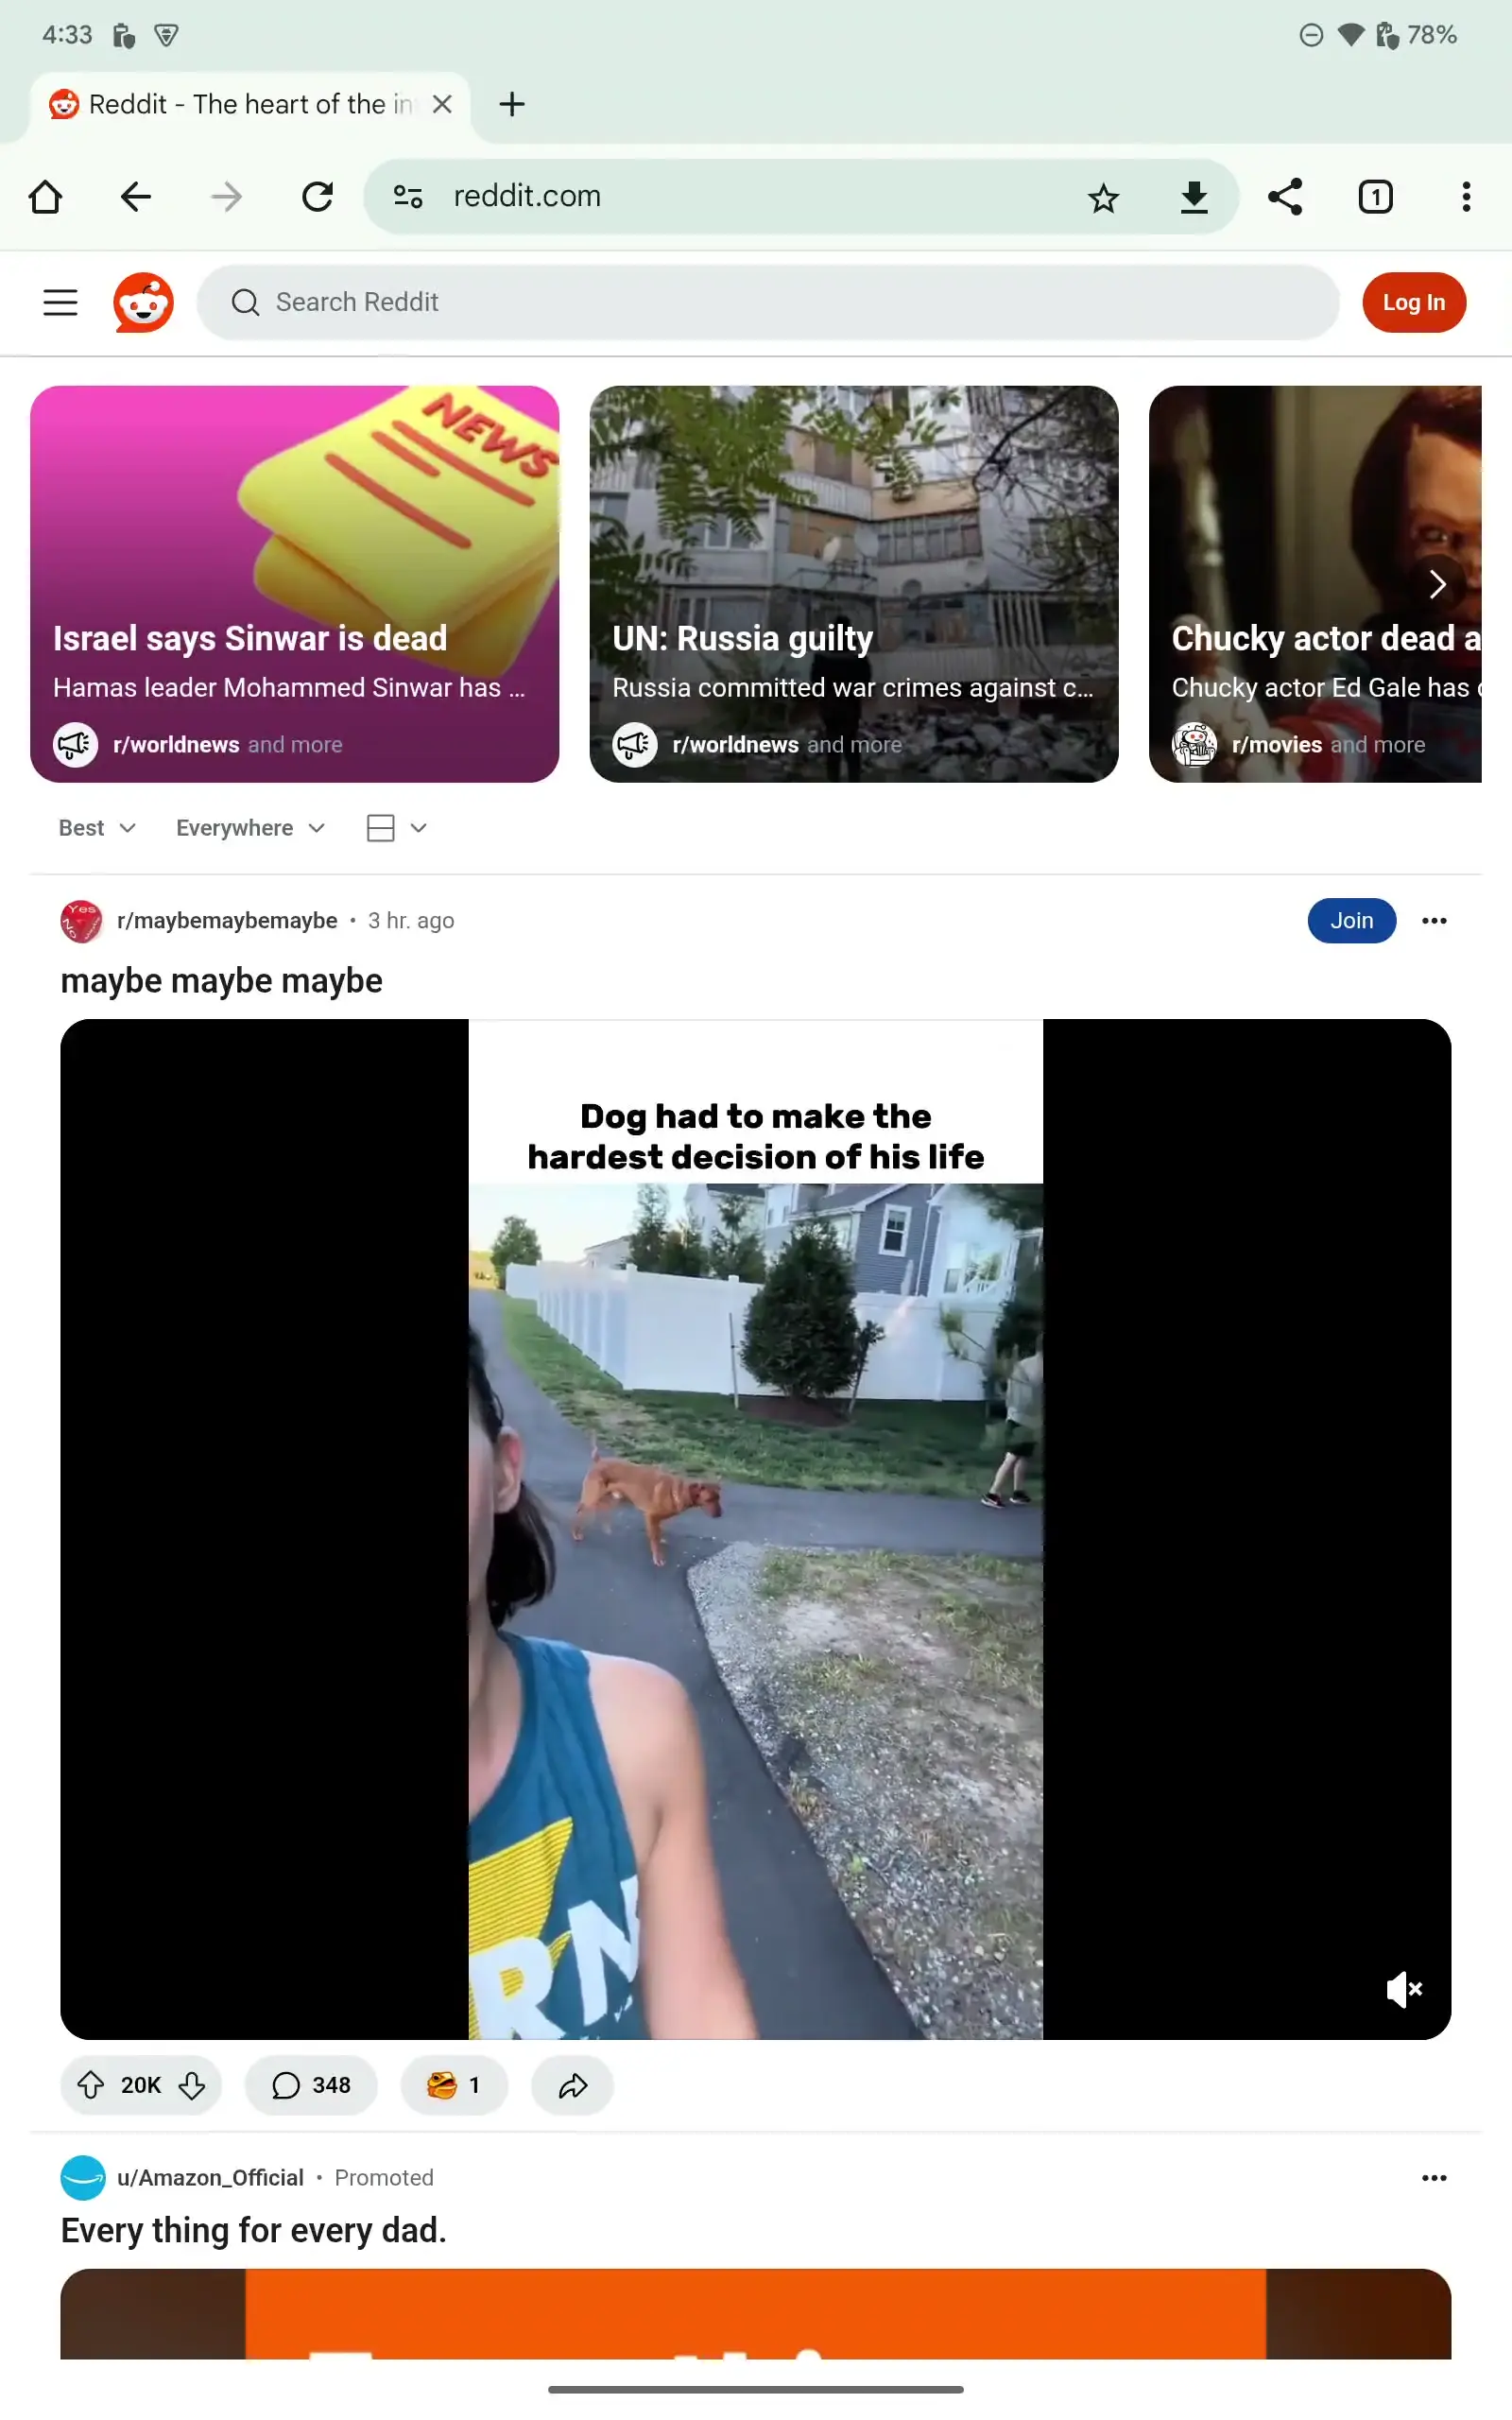 4:33
78%
Reddit - The heart of the in
reddit.com
1
Search Reddit
Log In
NEWS
Israel says Sinwar is dead
Hamas leader Mohammed Sinwar has ...
r/worldnews and more
UN: Russia guilty
Russia committed war crimes against c...
r/worldnews and more
Chucky actor dead a
Chucky actor Ed Gale has
r/movies and more
Best
Everywhere
Yes
NO
r/maybemaybemaybe • 3 hr. ago
Join
maybe maybe maybe
Dog had to make the
hardest decision of his life
RN
20K
348
1
u/Amazon_Official • Promoted
Every thing for every dad.